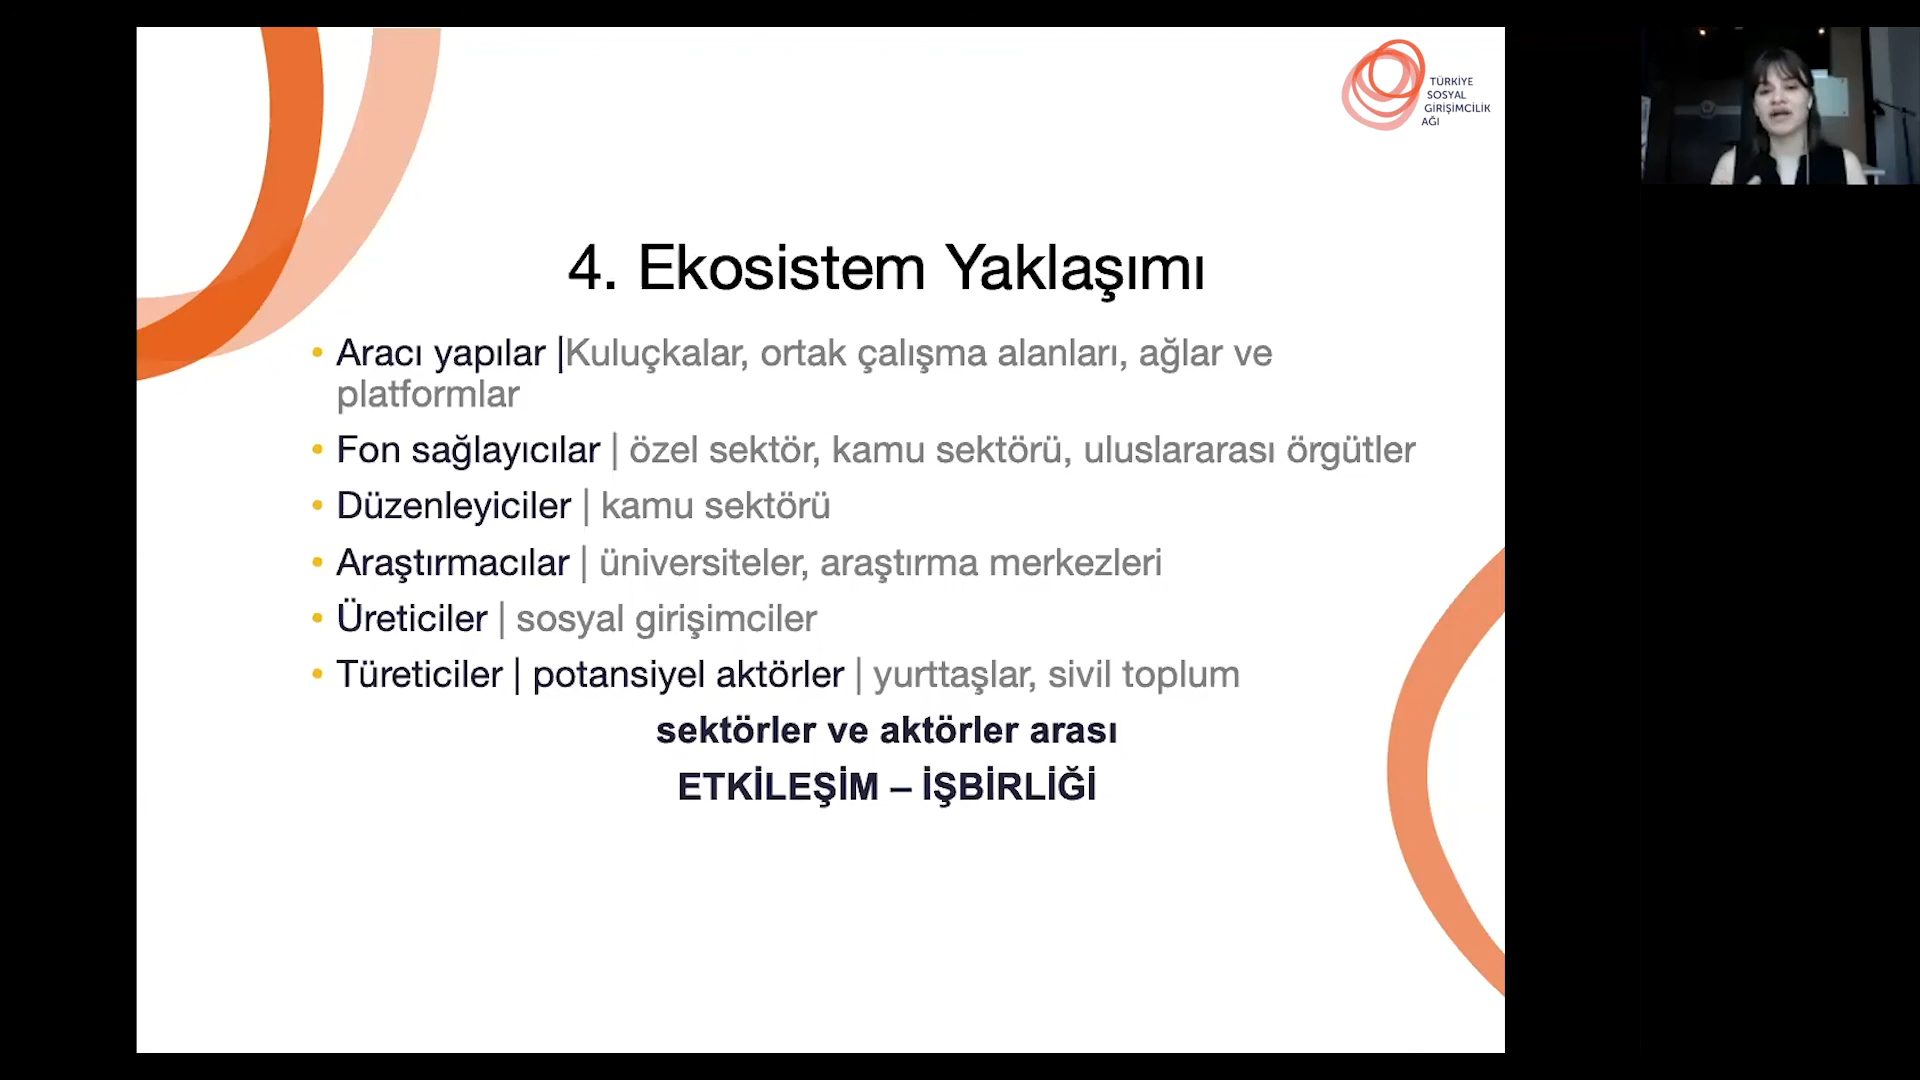 TÜRKİYE
SOSYAL
GİRİŞİMCİLİK
AĞI
4. Ekosistem Yaklaşımı
• Aracı yapılar |Kuluçkalar, ortak çalışma alanları, ağlar ve
platformlar
• Fon sağlayıcılar | özel sektör, kamu sektörü, uluslararası örgütler
• Düzenleyiciler | kamu sektörü
• Araştırmacılar | üniversiteler, araştırma merkezleri
• Üreticiler | sosyal girişimciler
• Türeticiler | potansiyel aktörler | yurttaşlar, sivil toplum
sektörler ve aktörler arası
ETKİLEŞİM – İŞBİRLİĞİ